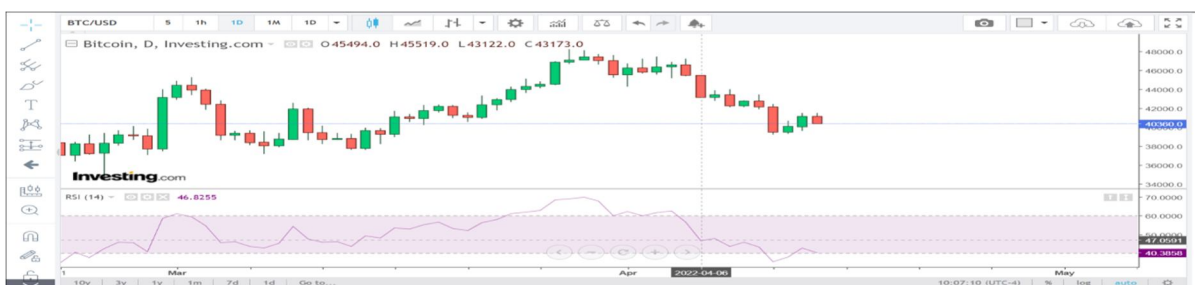 BTC/USD 5 1h 1D 1M 1D
Bitcoin, D, Investing.com O45494.0 H45519.0 L43122.0 C43173.0
48000.0
46000.0
44000.0
42000.0
40360.0
38000.0
36000.0
34000.0
Investing.com
RSI (14) 46.8255
70.0000
60.0000
50.0000
47.0591
40.3858
1 Mar Apr 2022-04-06 May
10y 3y 1y 1m 7d 1d Go to... 10:07:10 (UTC-4) % log auto